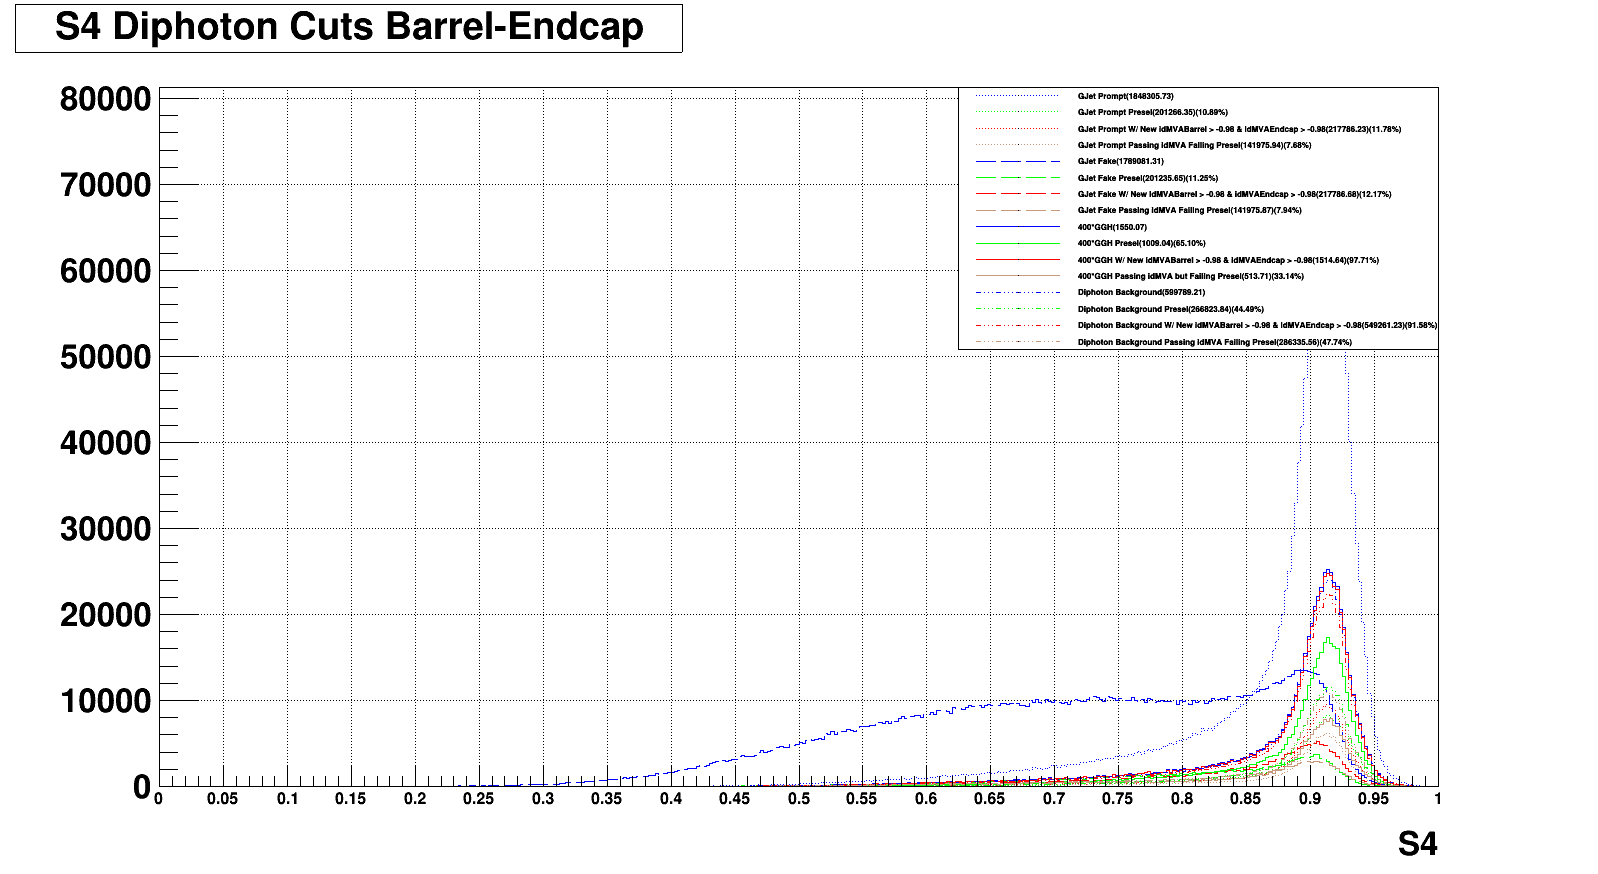 S4 Diphoton Cuts Barrel-Endcap
GJet Prompt(1848305.73)
GJet Prompt Presel(201266.35)(10.89%)
GJet Prompt W/ New idMVABarrel > -0.98 & idMVAEndcap > -0.98(217786.23)(11.78%)
GJet Prompt Passing idMVA Failing Presel(141975.94)(7.68%)
GJet Fake(1789081.31)
GJet Fake Presel(201235.65)(11.25%)
GJet Fake W/ New idMVABarrel > -0.98 & idMVAEndcap > -0.98(217786.68)(12.17%)
GJet Fake Passing idMVA Failing Presel(141975.87)(7.94%)
400*GGH(1550.07)
400*GGH Presel(1009.04)(65.10%)
400*GGH W/ New idMVABarrel > -0.98 & idMVAEndcap > -0.98(1514.64)(97.71%)
400*GGH Passing idMVA but Failing Presel(513.71)(33.14%)
Diphoton Background(599789.21)
Diphoton Background Presel(266823.84)(44.49%)
Diphoton Background W/ New idMVABarrel > -0.98 & idMVAEndcap > -0.98(549261.23)(91.58%)
Diphoton Background Passing idMVA Failing Presel(286335.56)(47.74%)
80000
70000
60000
50000
40000
30000
20000
10000
0
0 0.05 0.1 0.15 0.2 0.25 0.3 0.35 0.4 0.45 0.5 0.55 0.6 0.65 0.7 0.75 0.8 0.85 0.9 0.95 1
S4